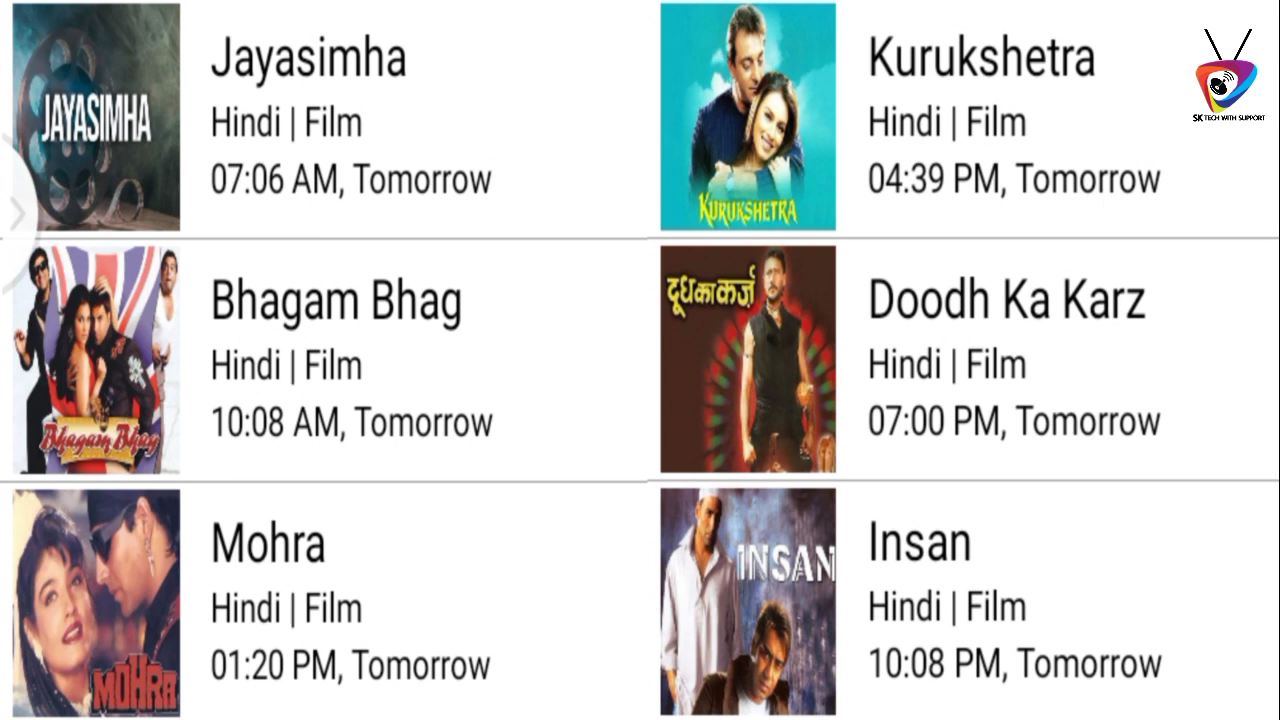 JAYASIMHA
Jayasimha
Hindi | Film
07:06 AM, Tomorrow
Bhagam Bhag
Bhagam Bhag
Hindi | Film
10:08 AM, Tomorrow
MOHRA
Mohra
Hindi | Film
01:20 PM, Tomorrow
KURUKSHETRA
Kurukshetra
Hindi | Film
04:39 PM, Tomorrow
दूध का कर्ज़
Doodh Ka Karz
Hindi | Film
07:00 PM, Tomorrow
INSAN
Insan
Hindi | Film
10:08 PM, Tomorrow
SK TECH WITH SUPPORT